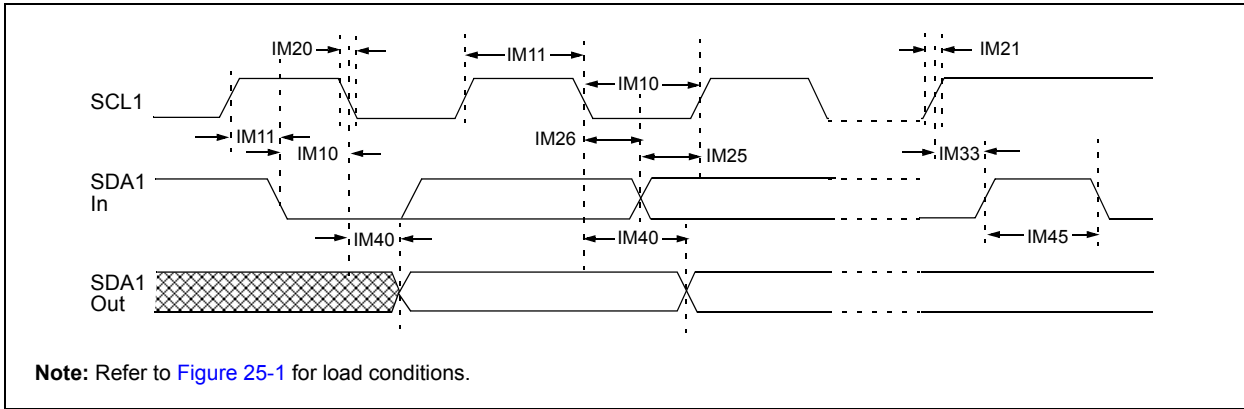 IM20
IM11
IM21
SCL1
IM10
IM11
IM26
IM10
IM25
IM33
SDA1
In
IM40
IM40
IM45
SDA1
Out
Note: Refer to Figure 25-1 for load conditions.